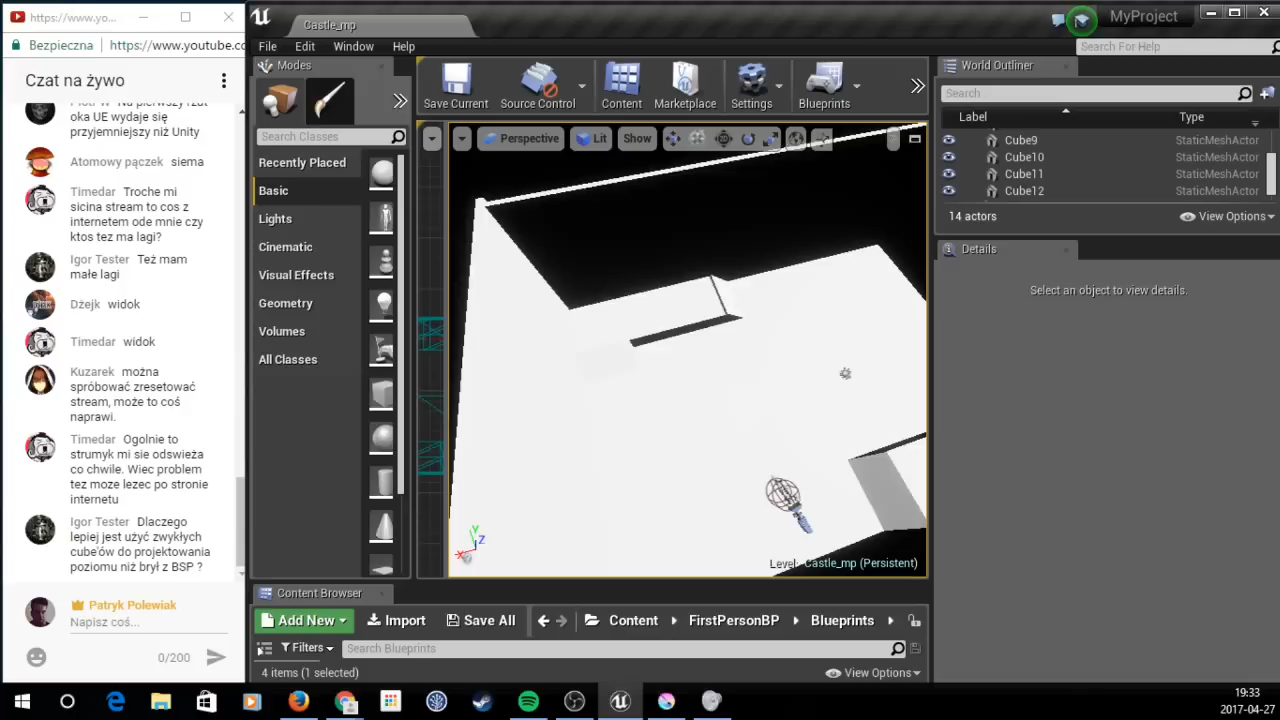 https://www.yo...
Bezpieczna
https://www.youtube.cc
Czat na żywo
oka UE wydaje się
przyjemniejszy niż Unity
Atomowy pączek siema
Timedar Troche mi
sicina stream to cos z
internetem ode mnie czy
ktos tez ma lagi?
Igor Tester Też mam
małe lagi
Dżejk widok
Timedar widok
Kuzarek można
spróbować zresetować
stream, może to coś
naprawi.
Timedar Ogolnie to
strumyk mi sie odswieża
co chwile. Wiec problem
tez moze lezec po stronie
internetu
Igor Tester Dlaczego
lepiej jest użyć zwykłych
cube'ów do projektowania
poziomu niż brył z BSP ?
Patryk Polewiak
Napisz coś...
0/200
Castle_mp
MyProject
File Edit Window Help
Search For Help
Modes
Search Classes
Recently Placed
Basic
Lights
Cinematic
Visual Effects
Geometry
Volumes
All Classes
Save Current
Source Control
Content
Marketplace
Settings
Blueprints
Perspective
Lit
Show
Y
Z
X
Level: Castle_mp (Persistent)
World Outliner
Search...
Label Type
Cube9 StaticMeshActor
Cube10 StaticMeshActor
Cube11 StaticMeshActor
Cube12 StaticMeshActor
14 actors
View Options
Details
Select an object to view details.
Content Browser
Add New
Import
Save All
Content
FirstPersonBP
Blueprints
Filters
Search Blueprints
4 items (1 selected)
View Options
19:33
2017-04-27